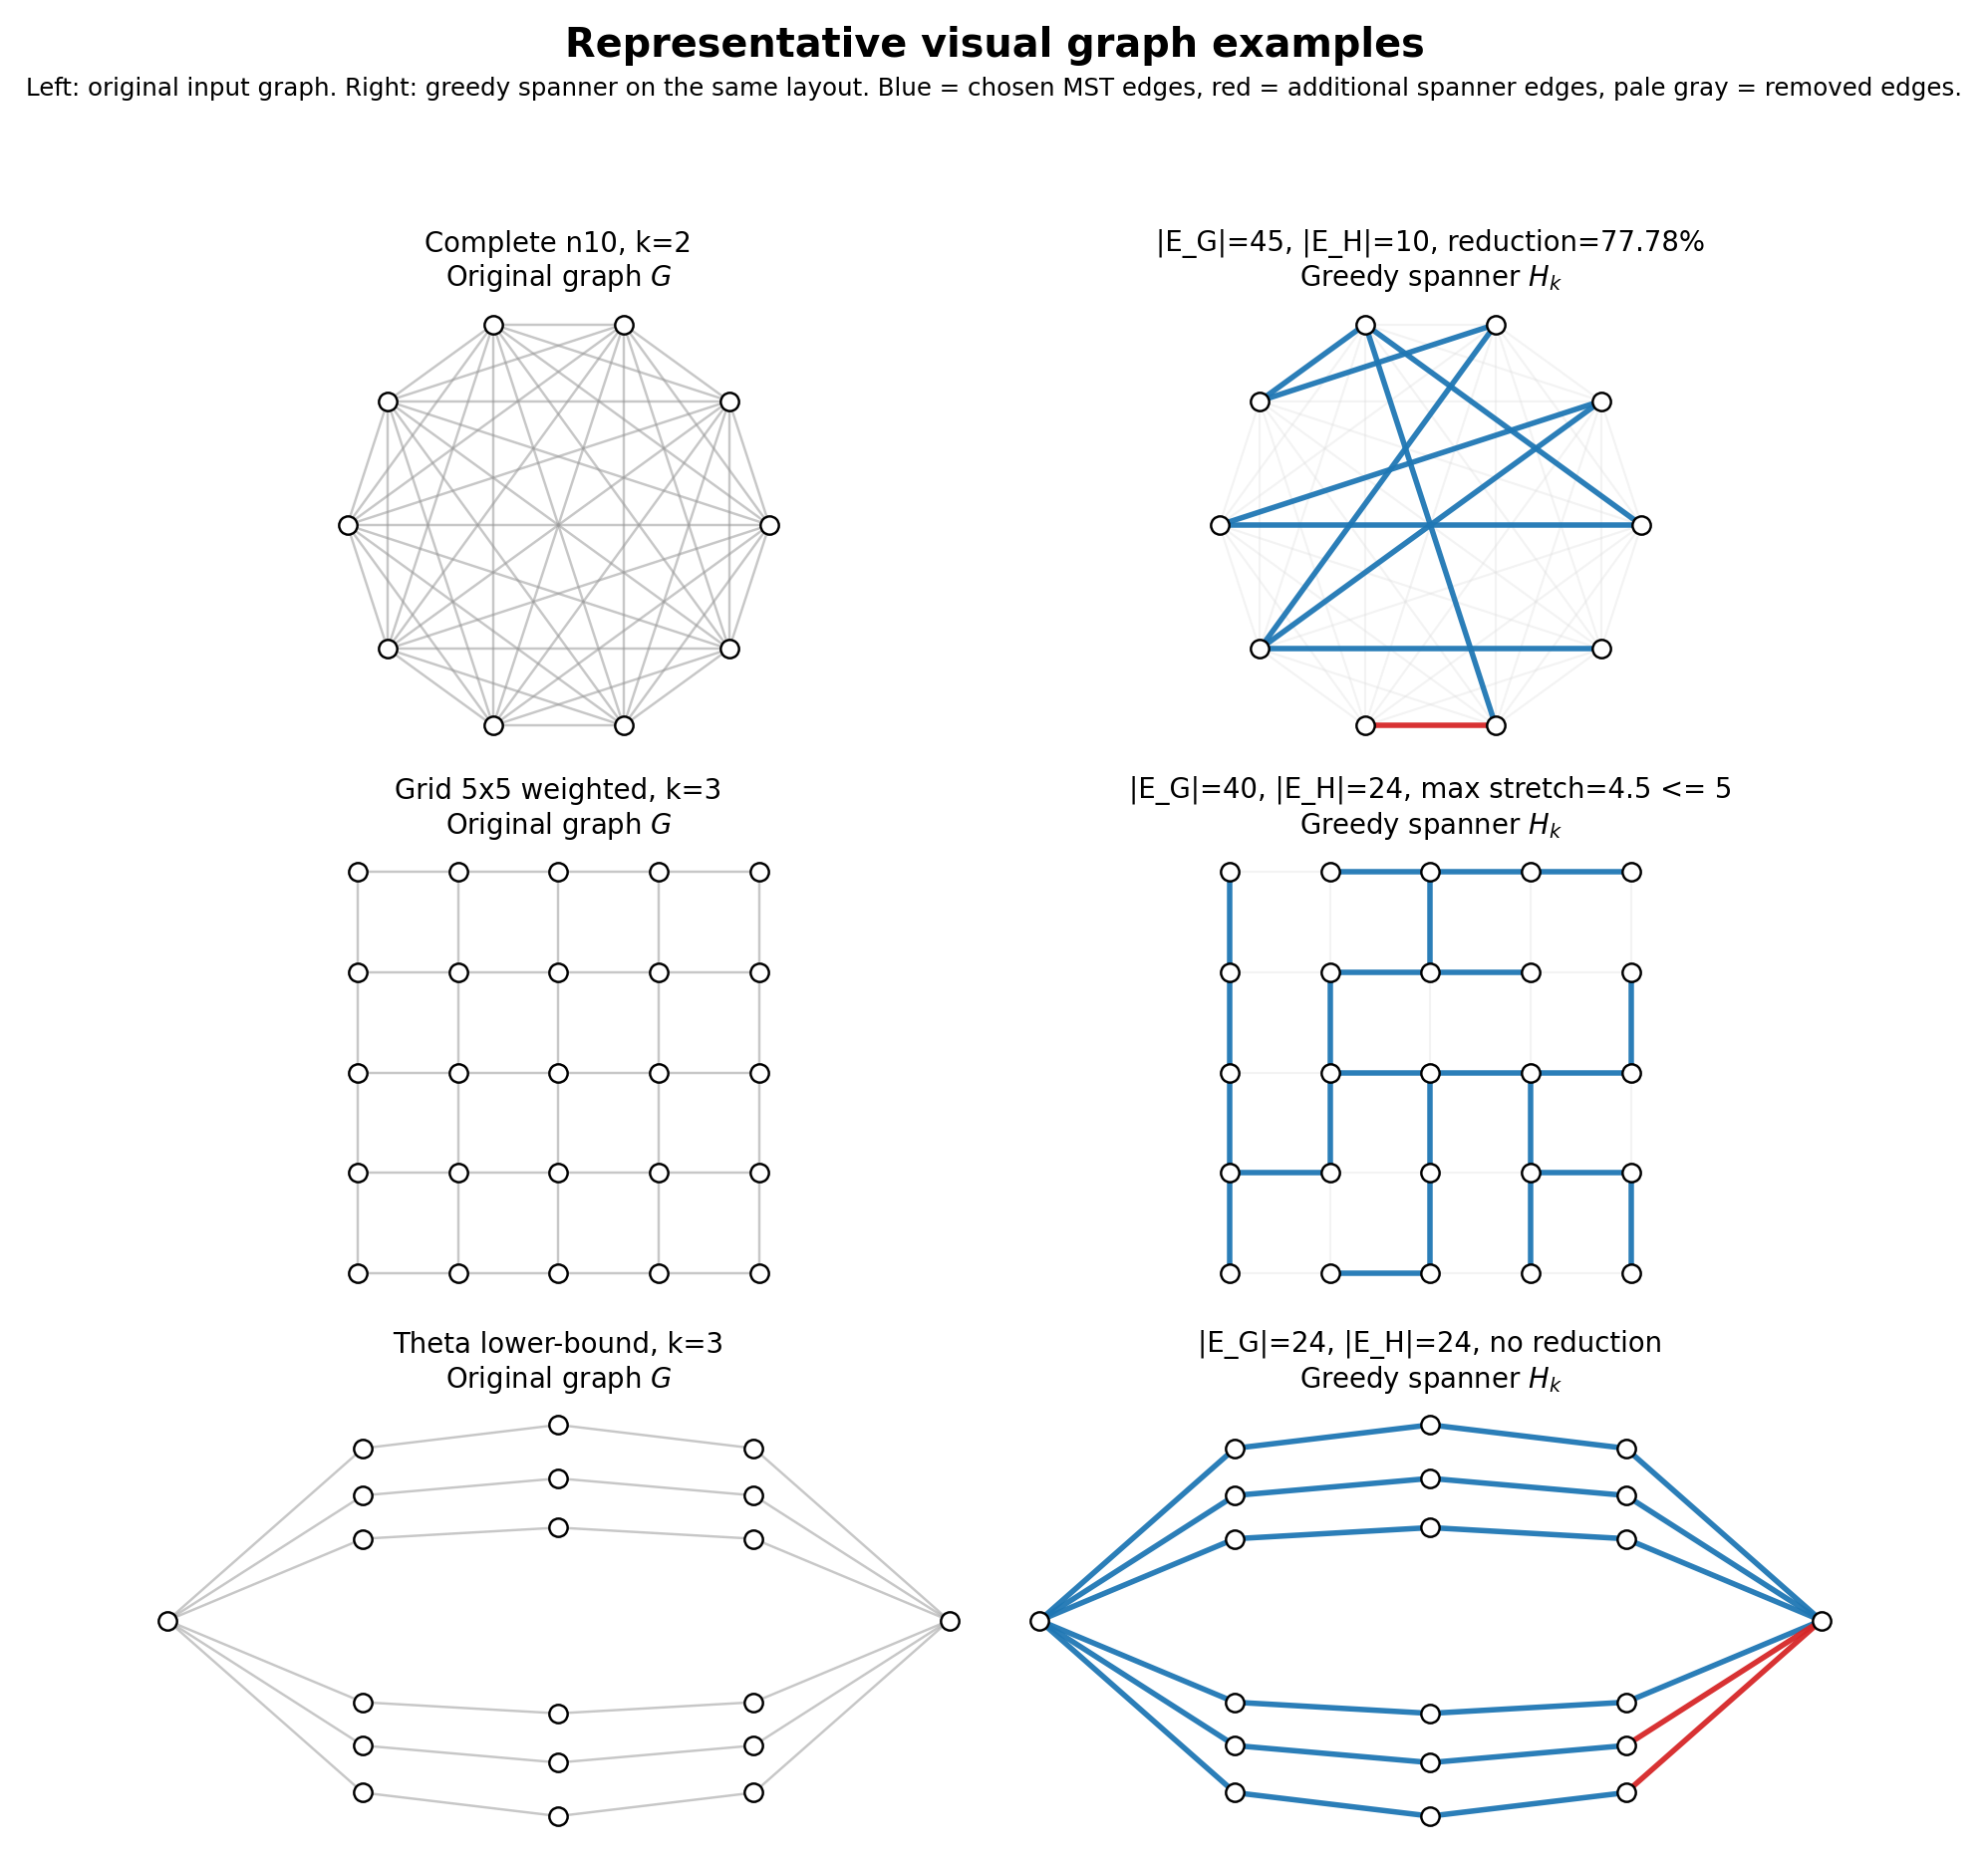 Representative visual graph examples
Left: original input graph. Right: greedy spanner on the same layout. Blue = chosen MST edges, red = additional spanner edges, pale gray = removed edges.
Complete n10, k=2
Original graph G
|E_G|=45, |E_H|=10, reduction=77.78%
Greedy spanner Hₖ
Grid 5x5 weighted, k=3
Original graph G
|E_G|=40, |E_H|=24, max stretch=4.5 <= 5
Greedy spanner Hₖ
Theta lower-bound, k=3
Original graph G
|E_G|=24, |E_H|=24, no reduction
Greedy spanner Hₖ